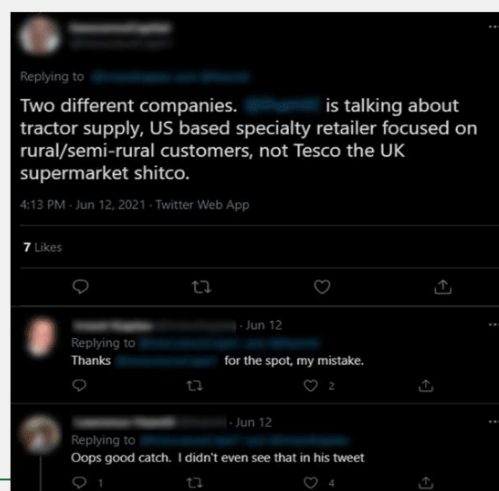 Replying to
Two different companies. is talking about
tractor supply, US based specialty retailer focused on
rural/semi-rural customers, not Tesco the UK
supermarket shitco.
4:13 PM · Jun 12, 2021 · Twitter Web App
7 Likes
· Jun 12
Replying to
Thanks for the spot, my mistake.
2
· Jun 12
Replying to
Oops good catch. I didn't even see that in his tweet
1 4